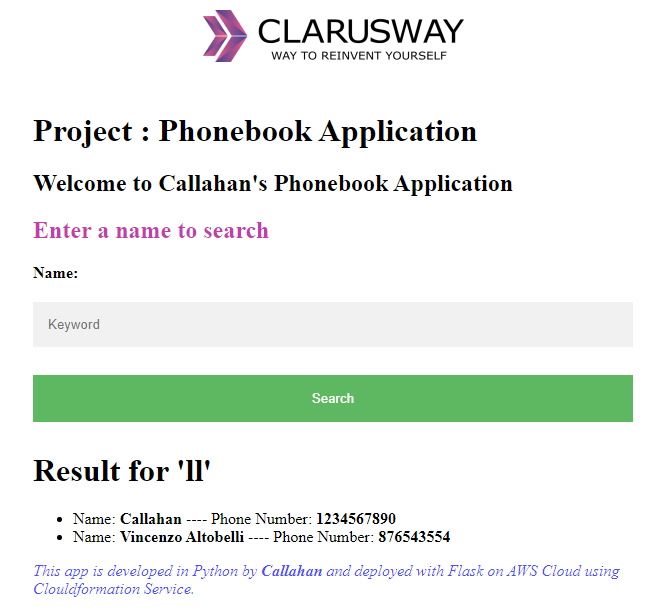 CLARUSWAY
WAY TO REINVENT YOURSELF
Project : Phonebook Application
Welcome to Callahan's Phonebook Application
Enter a name to search
Name:
Keyword
Search
Result for 'll'
Name: Callahan ---- Phone Number: 1234567890
Name: Vincenzo Altobelli ---- Phone Number: 876543554
This app is developed in Python by Callahan and deployed with Flask on AWS Cloud using
Clouldformation Service.